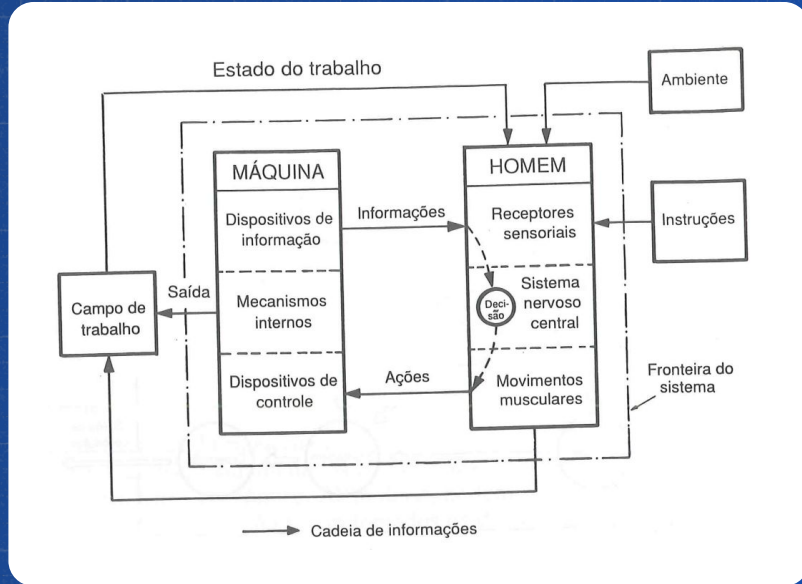 Estado do trabalho
Ambiente
MÁQUINA
HOMEM
Dispositivos de
informação
Informações
Receptores
sensoriais
Instruções
Saída
Campo de
trabalho
Mecanismos
internos
Deci-
são
Sistema
nervoso
central
Dispositivos de
controle
Ações
Movimentos
musculares
Fronteira do
sistema
Cadeia de informações